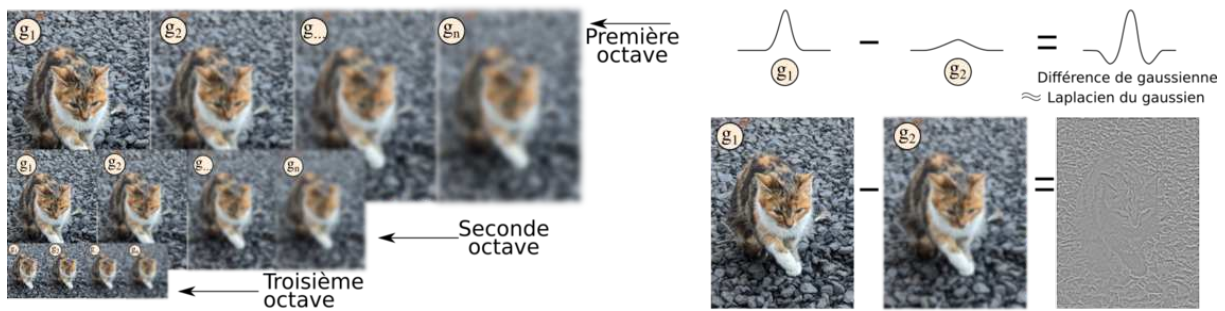 g1 g2 g... gn
Première
octave
g1 g2 g... gn
Seconde
octave
Troisième
octave
g1 g2
Différence de gaussienne
≈ Laplacien du gaussien
g1 g2